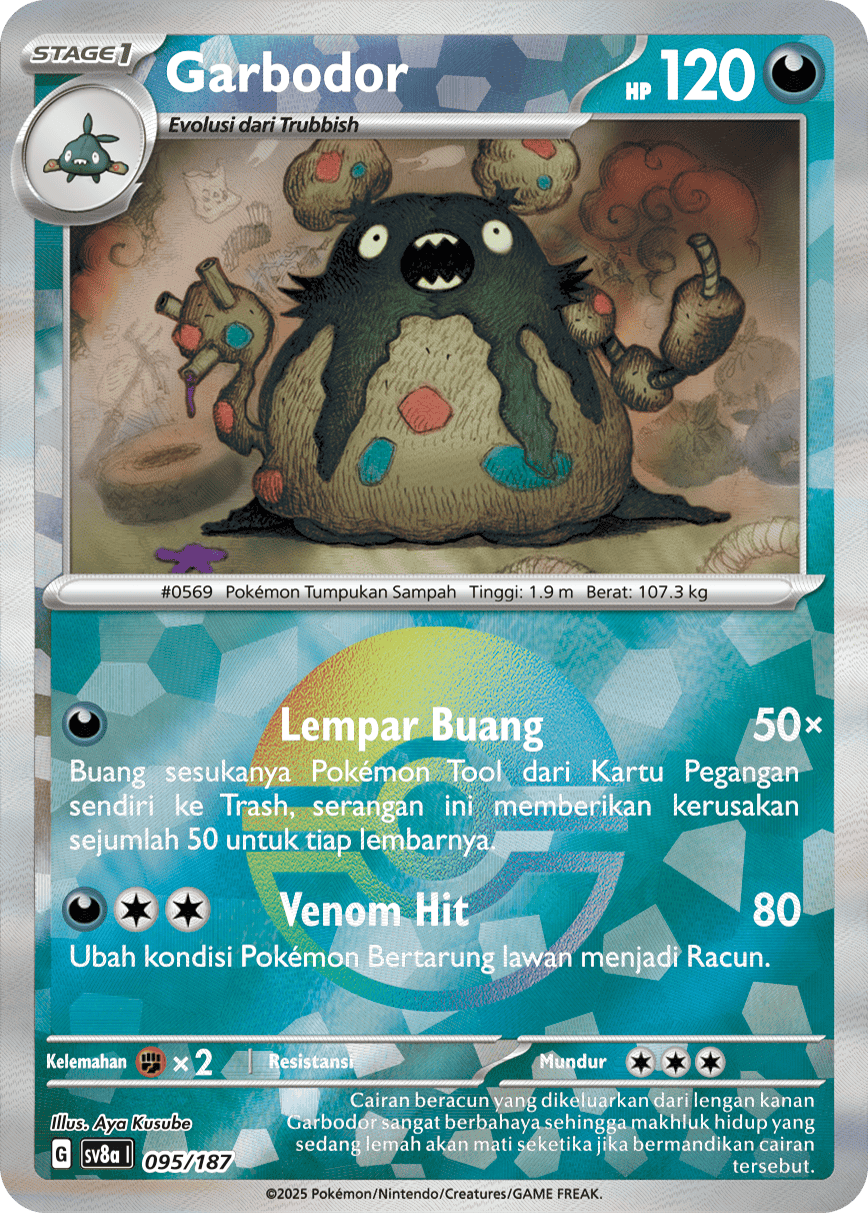 STAGE 1
Garbodor
HP 120
Evolusi dari Trubbish
#0569 Pokémon Tumpukan Sampah Tinggi: 1.9 m Berat: 107.3 kg
Lempar Buang 50×
Buang sesukanya Pokémon Tool dari Kartu Pegangan
sendiri ke Trash, serangan ini memberikan kerusakan
sejumlah 50 untuk tiap lembarnya.
Venom Hit 80
Ubah kondisi Pokémon Bertarung lawan menjadi Racun.
Kelemahan ×2 Resistansi Mundur
Cairan beracun yang dikeluarkan dari lengan kanan
Garbodor sangat berbahaya sehingga makhluk hidup yang
sedang lemah akan mati seketika jika bermandikan cairan
tersebut.
Illus. Aya Kusube
G sv8a I 095/187
©2025 Pokémon/Nintendo/Creatures/GAME FREAK.